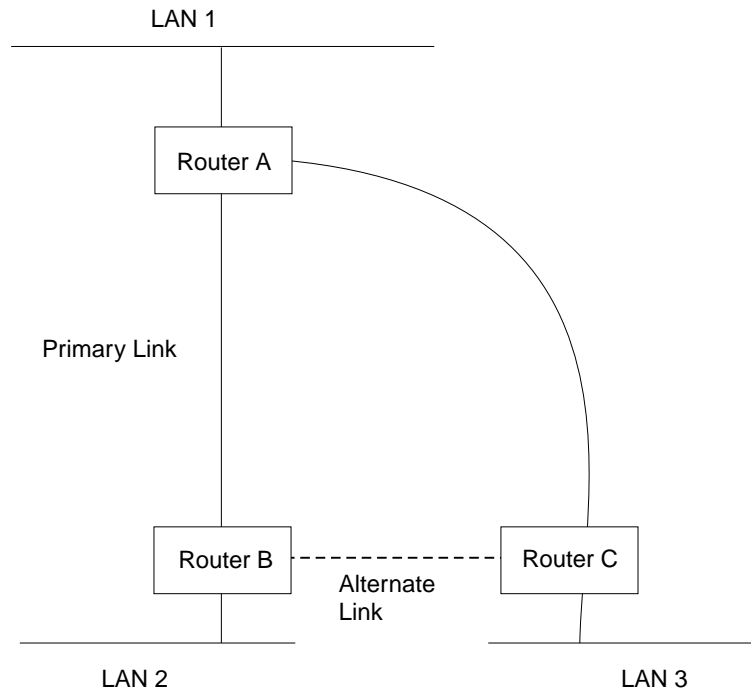 LAN 1
Router A
Primary Link
Router B
Router C
Alternate
Link
LAN 2
LAN 3